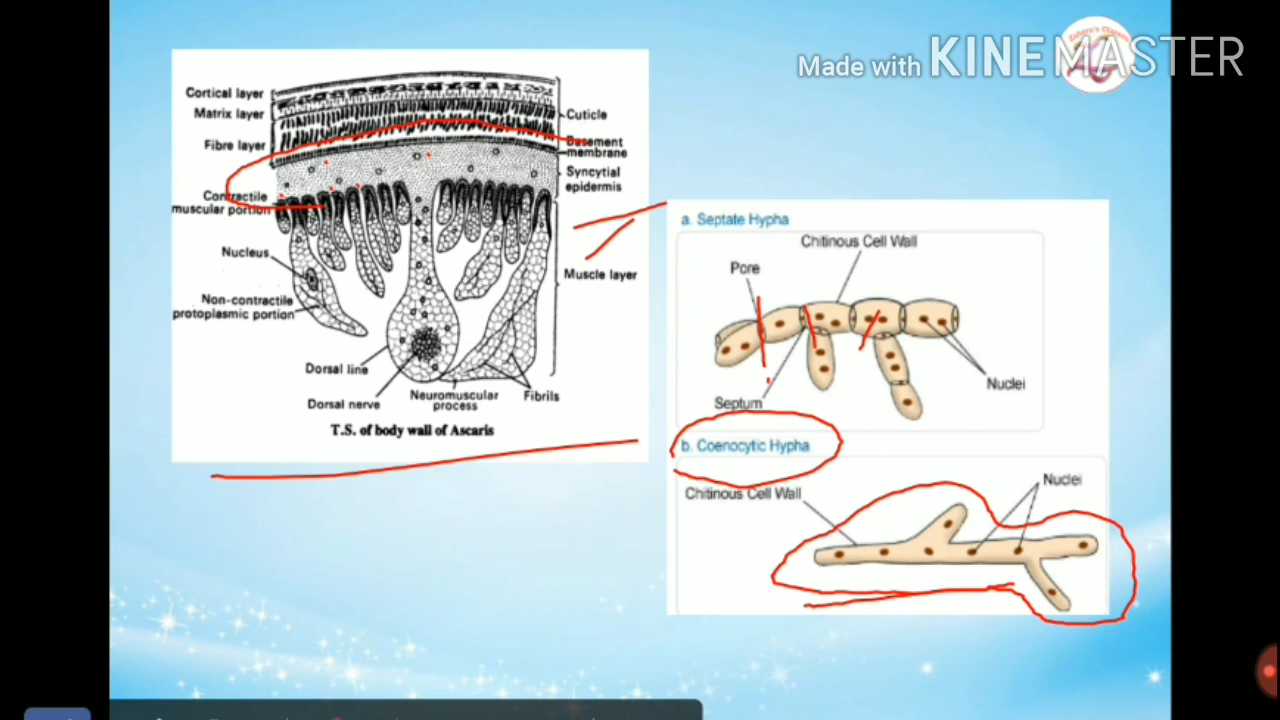 Made with KINEMASTER
Cortical layer
Matrix layer
Fibre layer
Contractile
muscular portion
Nucleus
Non-contractile
protoplasmic portion
Dorsal line
Dorsal nerve
Neuromuscular
process
Fibrils
Cuticle
Basement
membrane
Syncytial
epidermis
Muscle layer
T.S. of body wall of Ascaris
a. Septate Hypha
Chitinous Cell Wall
Pore
Septum
Nuclei
b. Coenocytic Hypha
Chitinous Cell Wall
Nuclei